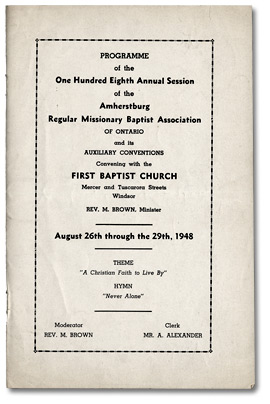 PROGRAMME
of the
One Hundred Eighth Annual Session
of the
Amherstburg
Regular Missionary Baptist Association
OF ONTARIO
and its
AUXILIARY CONVENTIONS
Convening with the
FIRST BAPTIST CHURCH
Mercer and Tuscarora Streets
Windsor
REV. M. BROWN, Minister
August 26th through the 29th, 1948
THEME
"A Christian Faith to Live By"
HYMN
"Never Alone"
Moderator Clerk
REV. M. BROWN MR. A. ALEXANDER